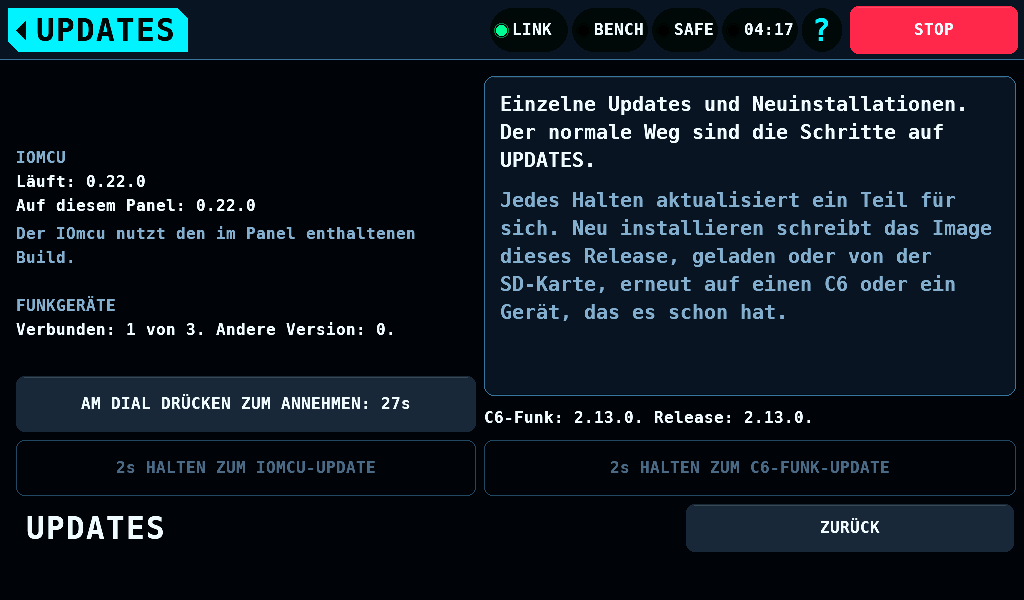 UPDATES
LINK
BENCH
SAFE
04:17
?
STOP
IOMCU
Läuft: 0.22.0
Auf diesem Panel: 0.22.0
Der IOmcu nutzt den im Panel enthaltenen
Build.
FUNKGERÄTE
Verbunden: 1 von 3. Andere Version: 0.
AM DIAL DRÜCKEN ZUM ANNEHMEN: 27s
2s HALTEN ZUM IOMCU-UPDATE
Einzelne Updates und Neuinstallationen.
Der normale Weg sind die Schritte auf
UPDATES.
Jedes Halten aktualisiert ein Teil für
sich. Neu installieren schreibt das Image
dieses Release, geladen oder von der
SD-Karte, erneut auf einen C6 oder ein
Gerät, das es schon hat.
C6-Funk: 2.13.0. Release: 2.13.0.
2s HALTEN ZUM C6-FUNK-UPDATE
UPDATES
ZURÜCK